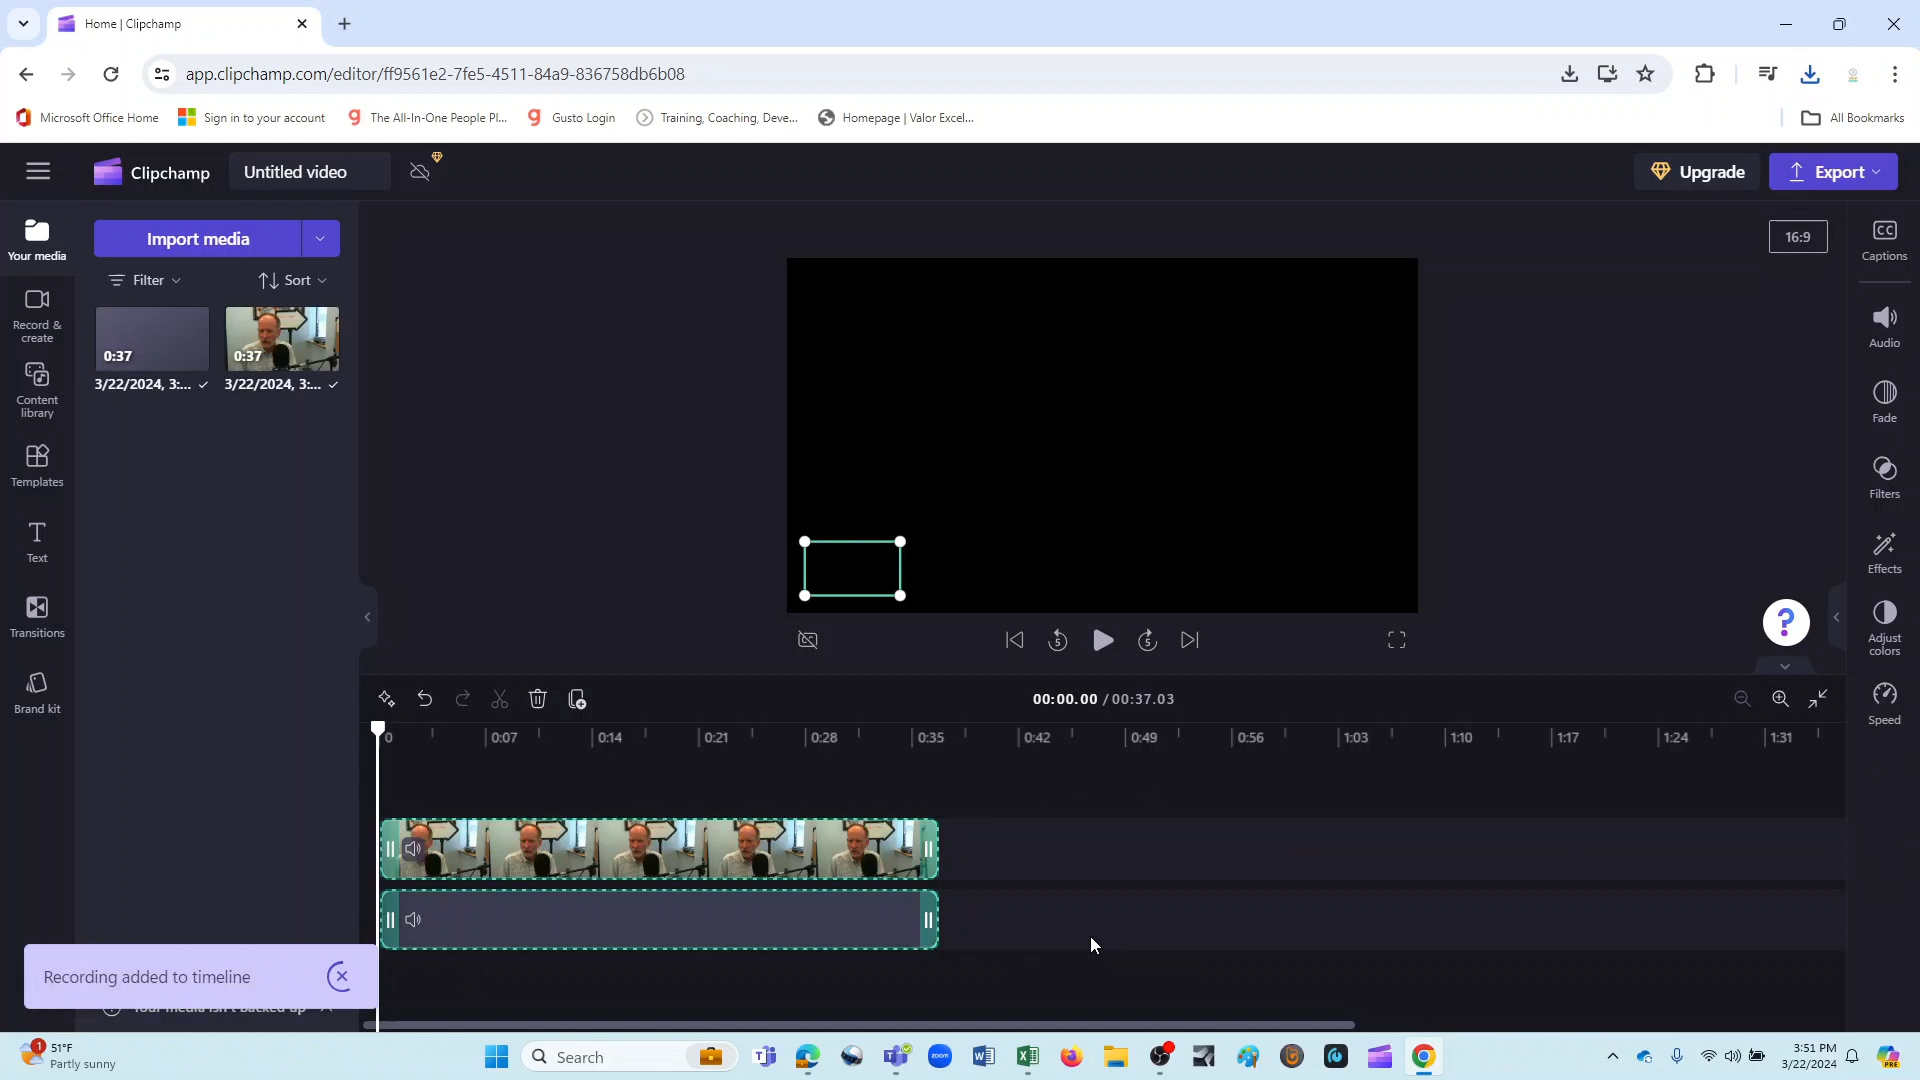 Home | Clipchamp
app.clipchamp.com/editor/ff9561e2-7fe5-4511-84a9-836758db6b08
Microsoft Office Home
Sign in to your account
The All-In-One People Pl...
Gusto Login
Training, Coaching, Deve...
Homepage | Valor Excel...
All Bookmarks
Clipchamp
Untitled video
Upgrade
Export
Your media
Import media
16:9
Captions
Filter
Sort
Record & create
0:37
0:37
3/22/2024, 3:...
3/22/2024, 3:...
Audio
Content library
Fade
Templates
Filters
Text
Effects
Transitions
5
5
?
Adjust colors
Brand kit
00:00.00 / 00:37.03
Speed
0
0:07
0:14
0:21
0:28
0:35
0:42
0:49
0:56
1:03
1:10
1:17
1:24
1:31
Recording added to timeline
Your media isn't backed up
1
51°F
Partly sunny
Search
zoom
3:51 PM
3/22/2024
PRE